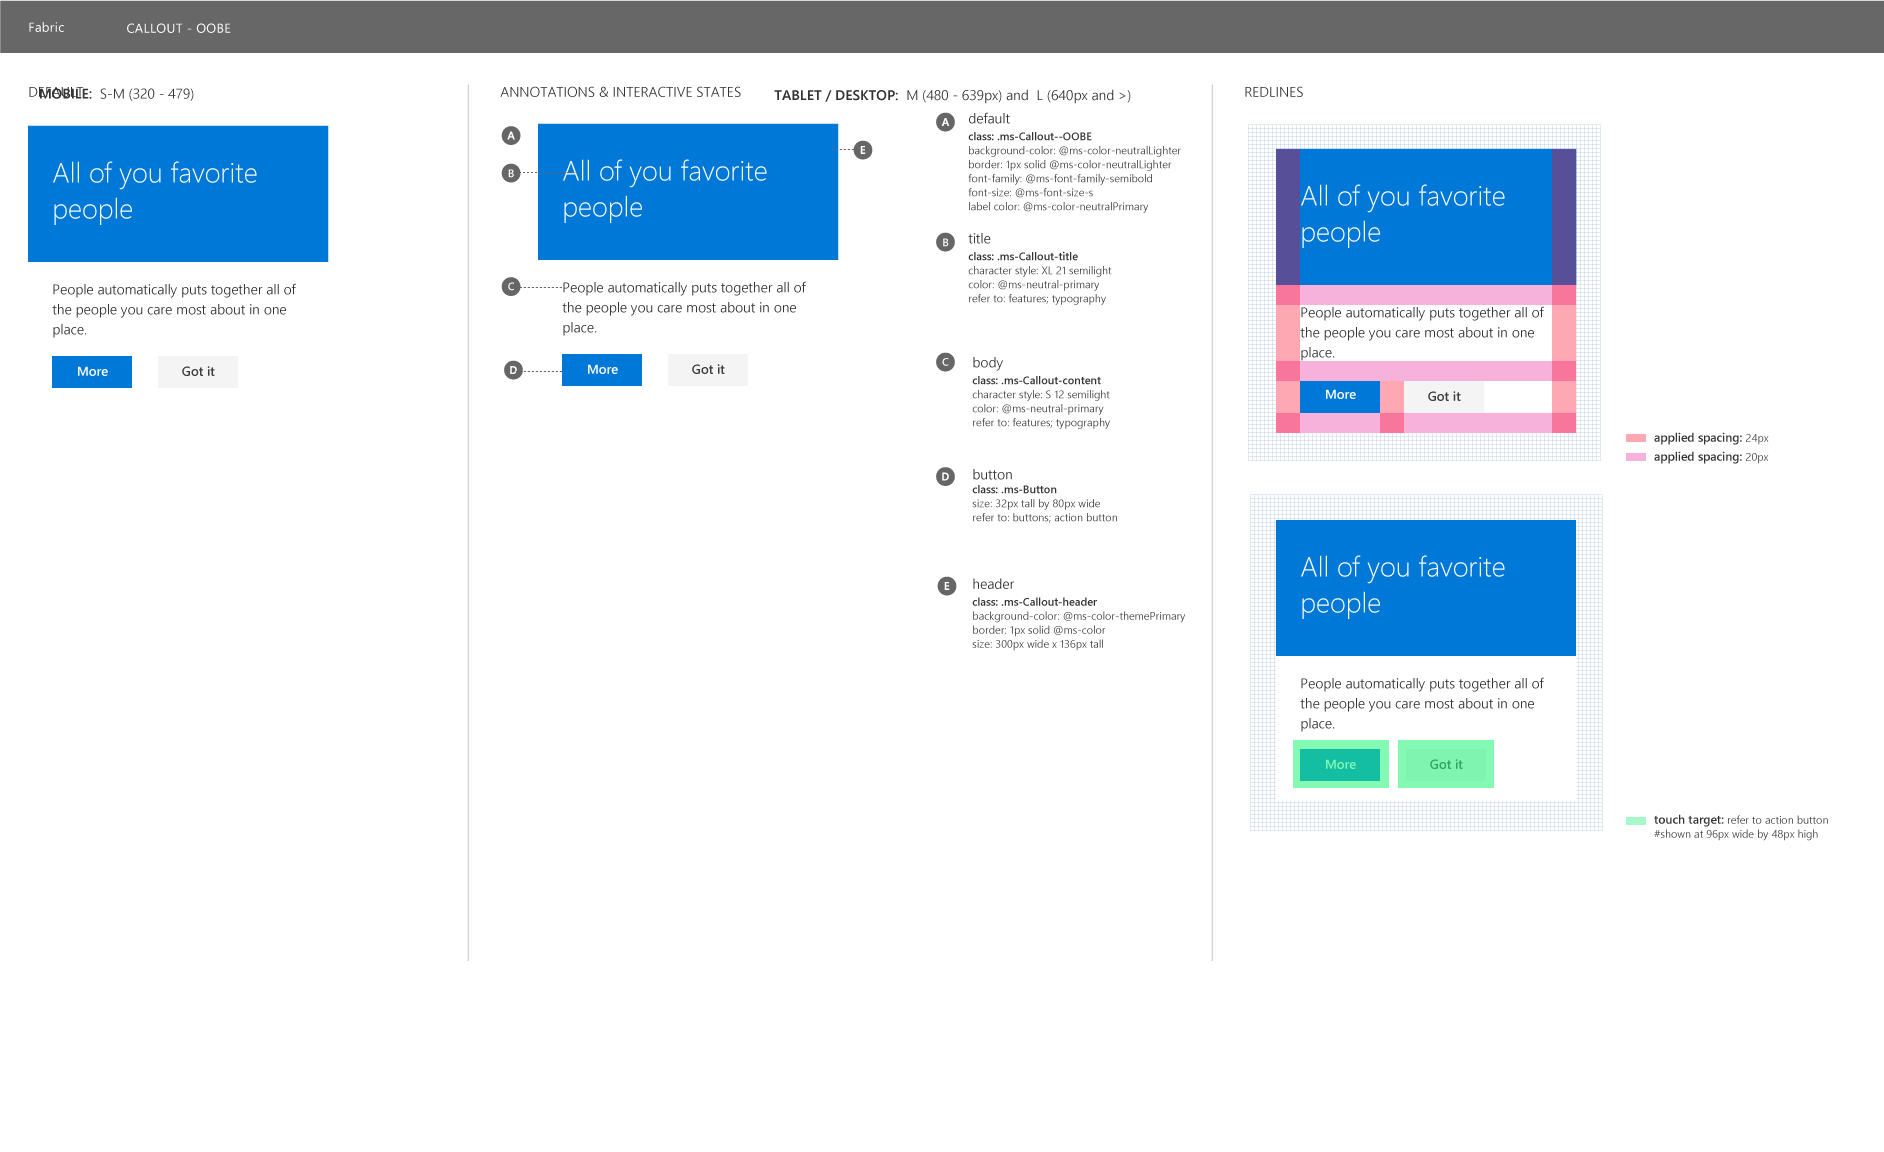 Fabric
CALLOUT - OOBE
DEFAULT
MOBILE: S-M (320 - 479)
All of you favorite
people
People automatically puts together all of
the people you care most about in one
place.
More
Got it
ANNOTATIONS & INTERACTIVE STATES
TABLET / DESKTOP: M (480 - 639px) and L (640px and >)
A
B
E
All of you favorite
people
C
People automatically puts together all of
the people you care most about in one
place.
D
More
Got it
A
default
class: .ms-Callout--OOBE
background-color: @ms-color-neutralLighter
border: 1px solid @ms-color-neutralLighter
font-family: @ms-font-family-semibold
font-size: @ms-font-size-s
label color: @ms-color-neutralPrimary
B
title
class: .ms-Callout-title
character style: XL 21 semilight
color: @ms-neutral-primary
refer to: features; typography
C
body
class: .ms-Callout-content
character style: S 12 semilight
color: @ms-neutral-primary
refer to: features; typography
D
button
class: .ms-Button
size: 32px tall by 80px wide
refer to: buttons; action button
E
header
class: .ms-Callout-header
background-color: @ms-color-themePrimary
border: 1px solid @ms-color
size: 300px wide x 136px tall
REDLINES
All of you favorite
people
People automatically puts together all of
the people you care most about in one
place.
More
Got it
applied spacing: 24px
applied spacing: 20px
All of you favorite
people
People automatically puts together all of
the people you care most about in one
place.
More
Got it
touch target: refer to action button
#shown at 96px wide by 48px high